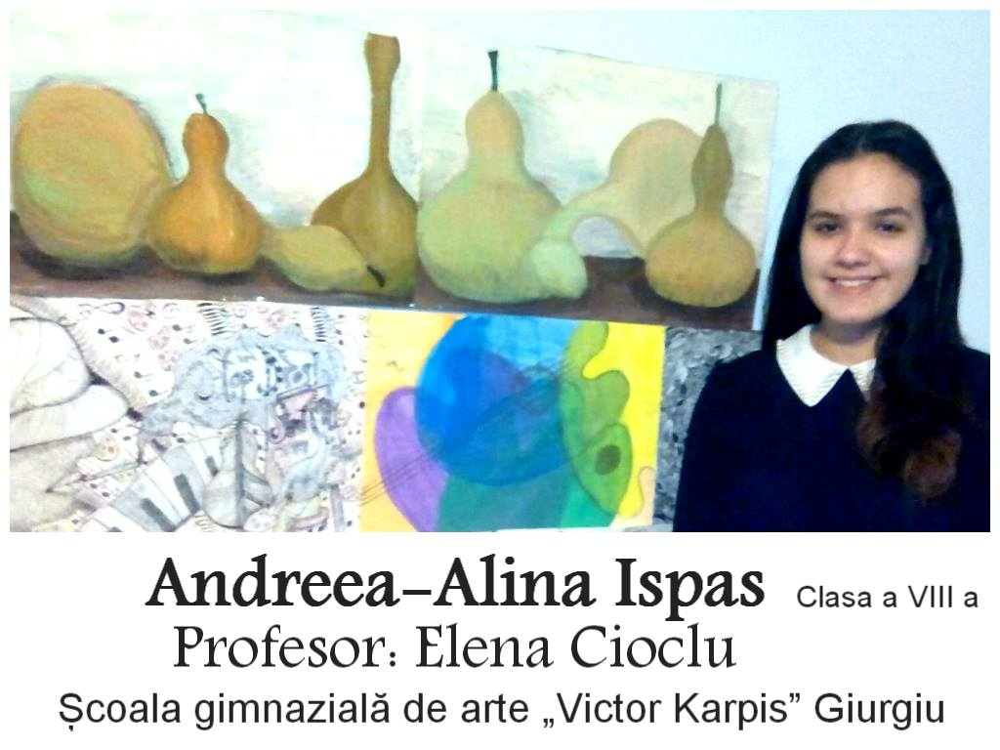 Andreea-Alina Ispas Clasa a VIII a
Profesor: Elena Cioclu
Școala gimnazială de arte „Victor Karpis” Giurgiu